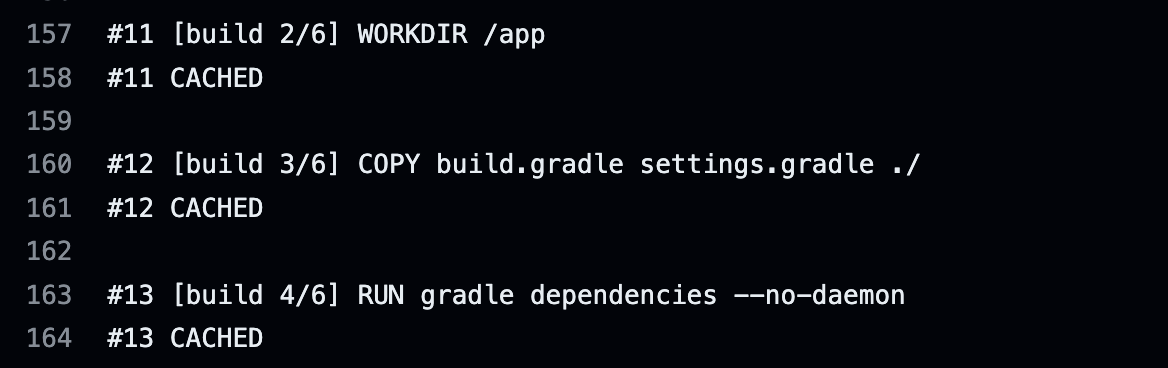 157 #11 [build 2/6] WORKDIR /app
158 #11 CACHED
159
160 #12 [build 3/6] COPY build.gradle settings.gradle ./
161 #12 CACHED
162
163 #13 [build 4/6] RUN gradle dependencies --no-daemon
164 #13 CACHED